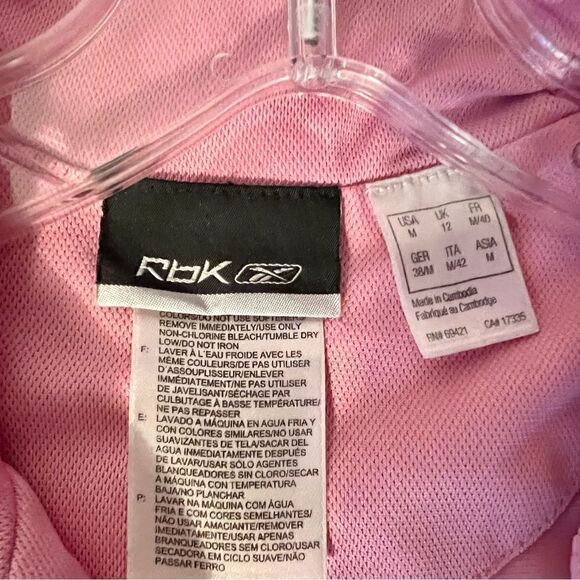 RbK
COLORS/DO NOT USE SOFTENERS
REMOVE IMMEDIATELY/USE ONLY
NON-CHLORINE BLEACH/TUMBLE DRY
LOW/DO NOT IRON
F: LAVER À L'EAU FROIDE AVEC LES
MÊME COULEURS/DE PAS UTILISER
D'ASSOUPLISSEUR/ENLEVER
IMMÉDIATEMENT/NE PAS UTILISER
DE JAVELISANT/SÉCHAGE PAR
CULBUTAGE À BASSE TEMPÉRATURE/
NE PAS REPASSER
E: LAVADO A MÁQUINA EN AGUA FRIA Y
CON COLORES SIMILARES/NO USAR
SUAVIZANTES DE TELA/SACAR DEL
AGUA INMEDIATAMENTE DESPUÉS
DE LAVAR/USAR SÓLO AGENTES
BLANQUEADORES SIN CLORO/SECAR
A MÁQUINA CON TEMPERATURA
BAJA/NO PLANCHAR
P: LAVAR NA MÁQUINA COM ÁGUA
FRIA E COM CORES SEMELHANTES/
NÃO USAR AMACIANTE/REMOVER
IMEDIATAMENTE/USAR APENAS
BRANQUEADORES SEM CLORO/USAR
SECADORA EM CICLO SUAVE/NÃO
PASSAR FERRO
USA UK FR
M 12 M/40
GER ITA ASIA
38/M M/42 M
Made in Cambodia
Fabriqué au Cambodge
RN# 69421 CA# 17335